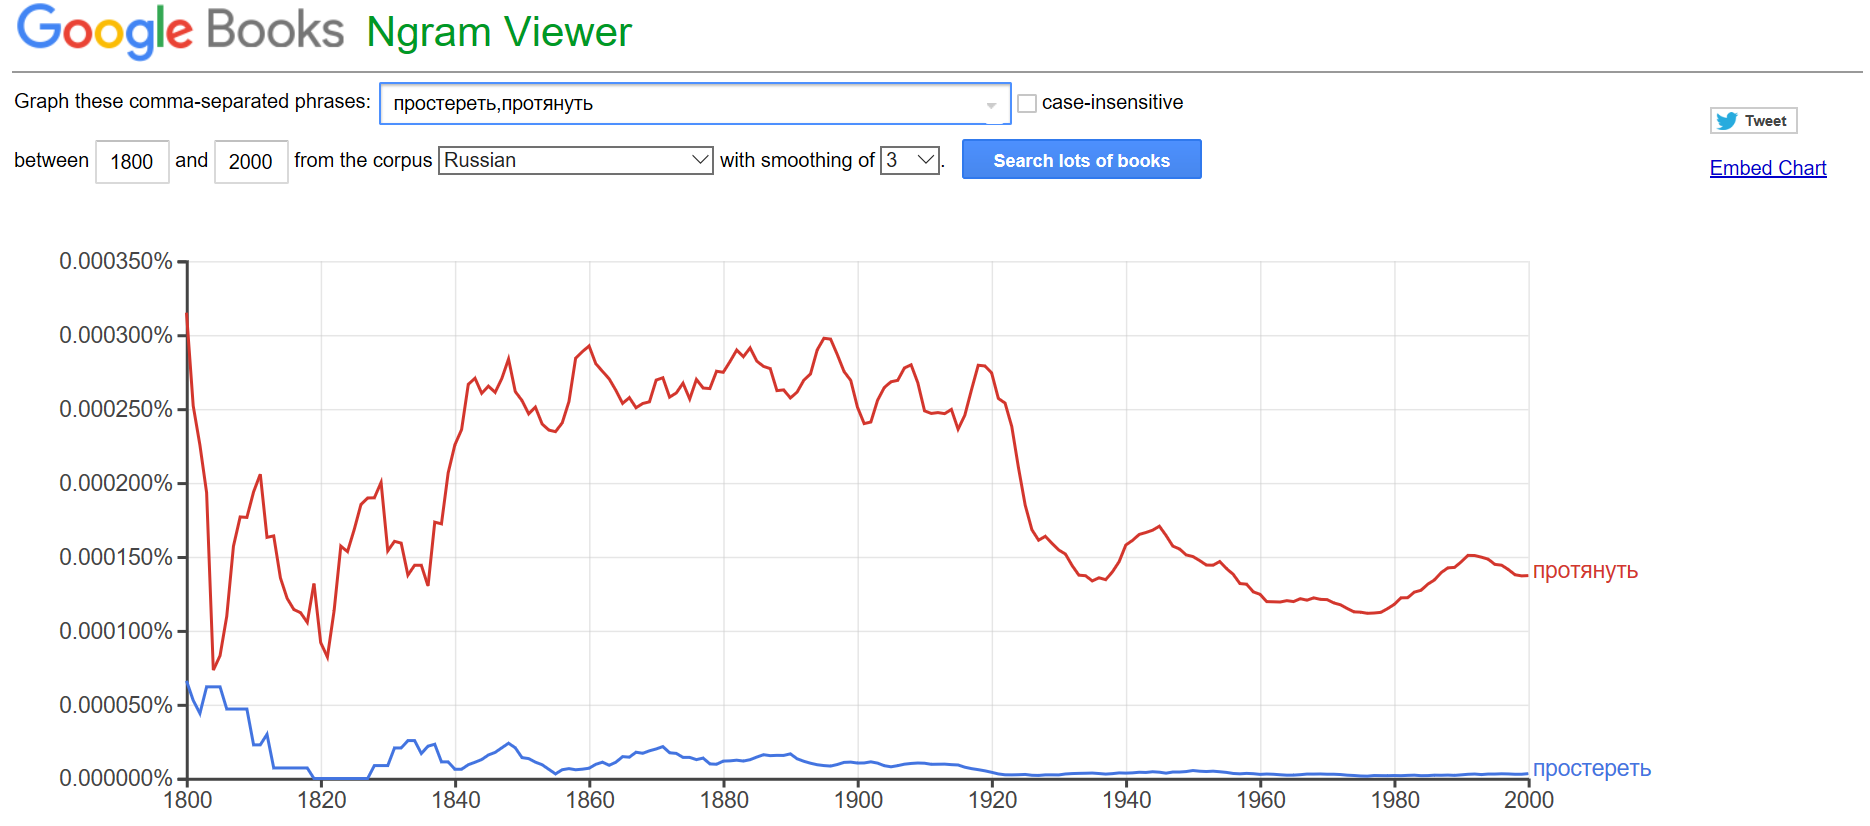 Google Books Ngram Viewer
Graph these comma-separated phrases: простереть,протянуть case-insensitive
Tweet
between 1800 and 2000 from the corpus Russian with smoothing of 3 . Search lots of books
Embed Chart
0.000350%
0.000300%
0.000250%
0.000200%
0.000150%
протянуть
0.000100%
0.000050%
простереть
0.000000%
1800 1820 1840 1860 1880 1900 1920 1940 1960 1980 2000